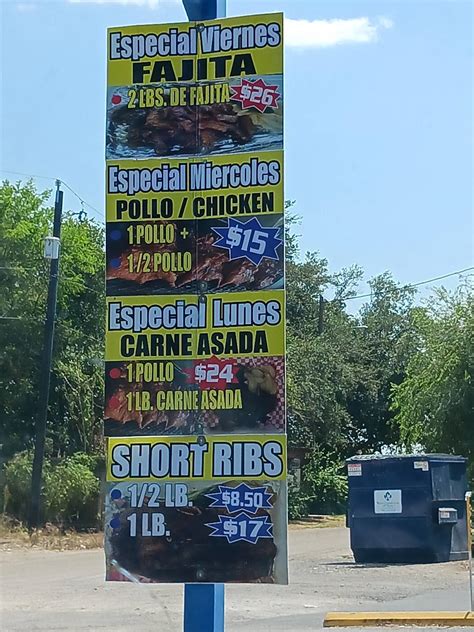 Especial Viernes
FAJITA
2 LBS. DE FAJITA $26
Especial Miercoles
POLLO / CHICKEN
1 POLLO + $15
1/2 POLLO
Especial Lunes
CARNE ASADA
1 POLLO $24
1 LB. CARNE ASADA
SHORT RIBS
1/2 LB. $8.50
1 LB. $17